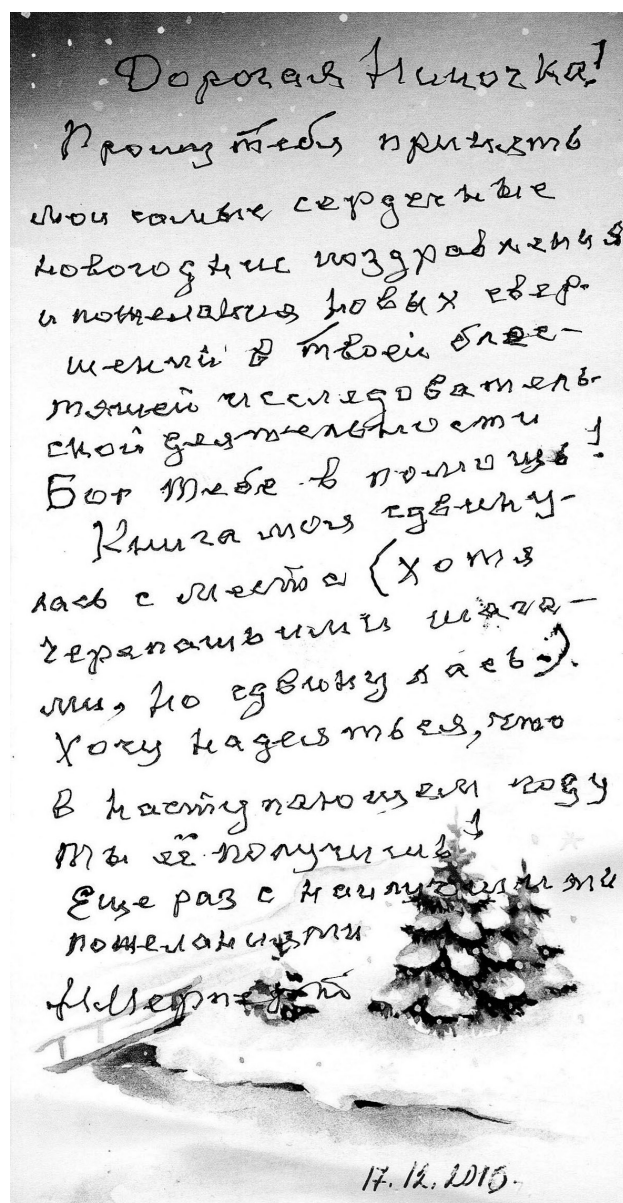 Дорогая Ниночка!
Прошу тебя принять
мои самые сердечные
новогодние поздравления
и пожелания новых свер-
шений в твоей блес-
тящей исследователь-
ской деятельности
Бог тебе в помощь!
Книга моя сдвину-
лась с места (хотя
черепашьими шага-
ми, но сдвинулась).
Хочу надеяться, что
в наступающем году
ты её получишь!
Еще раз с наилучшими
пожеланиями
17.12.2015.